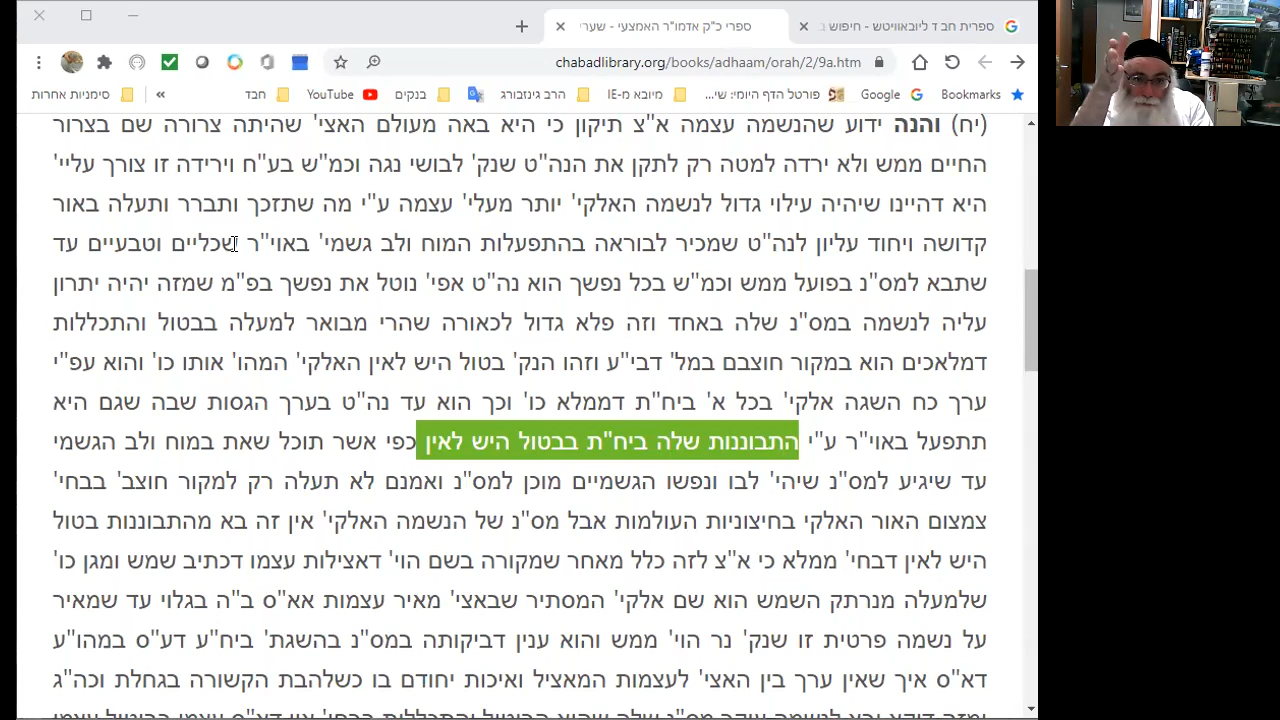 ספרי כ"ק אדמו"ר האמצעי - שערי
ספרית חב ד ליובאוויטש - חיפוש ב
chabadlibrary.org/books/adhaam/orah/2/9a.htm
Bookmarks
Google
פורטל הדף היומי: שי...
מיובא מ-IE
הרב גינזבורג
בנקים
YouTube
חבד
«
סימניות אחרות
(יח) והנה ידוע שהנשמה עצמה א"צ תיקון כי היא באה מעולם האצי' שהיתה צרורה שם בצרור
החיים ממש ולא ירדה למטה רק לתקן את הנה"ט שנק' לבושי נגה וכמ"ש בע"ח וירידה זו צורך עליי'
היא דהיינו שיהיה עילוי גדול לנשמה האלקי' יותר מעלי' עצמה ע"י מה שתזכך ותברר ותעלה באור
קדושה ויחוד עליון לנה"ט שמכיר לבוראה בהתפעלות המוח ולב גשמי' באוי"ר שכליים וטבעיים עד
שתבא למס"נ בפועל ממש וכמ"ש בכל נפשך הוא נה"ט אפי' נוטל את נפשך בפ"מ שמזה יהיה יתרון
עליה לנשמה במס"נ שלה באחד וזה פלא גדול לכאורה שהרי מבואר למעלה בבטול והתכללות
דמלאכים הוא במקור חוצבם במל' דבי"ע וזהו הנק' בטול היש לאין האלקי' המהו' אותו כו' והוא עפ"י
ערך כח השגה אלקי' בכל א' ביח"ת דממלא כו' וכך הוא עד נה"ט בערך הגסות שבה שגם היא
תתפעל באוי"ר ע"י התבוננות שלה ביח"ת בבטול היש לאין כפי אשר תוכל שאת במוח ולב הגשמי
עד שיגיע למס"נ שיהי' לבו ונפשו הגשמיים מוכן למס"נ ואמנם לא תעלה רק למקור חוצב' בבחי'
צמצום האור האלקי בחיצוניות העולמות אבל מס"נ של הנשמה האלקי' אין זה בא מהתבוננות בטול
היש לאין דבחי' ממלא כי א"צ לזה כלל מאחר שמקורה בשם הוי' דאצילות עצמו דכתיב שמש ומגן כו'
שלמעלה מנרתק השמש הוא שם אלקי' המסתיר שבאצי' מאיר עצמות אא"ס ב"ה בגלוי עד שמאיר
על נשמה פרטית זו שנק' נר הוי' ממש והוא ענין דביקותה במס"נ בהשגת' ביח"ע דע"ס במהו"ע
דא"ס איך שאין ערך בין האצי' לעצמות המאציל ואיכות יחודם בו כשלהבת הקשורה בגחלת וכה"ג